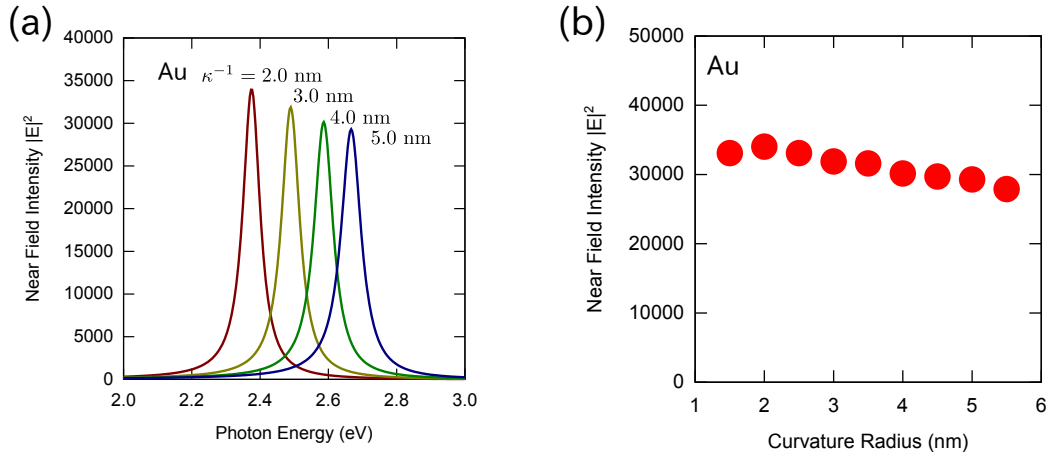 (a)
Near Field Intensity |E|²
40000
35000
30000
25000
20000
15000
10000
5000
0
Au
κ⁻¹ = 2.0 nm
3.0 nm
4.0 nm
5.0 nm
2.0 2.2 2.4 2.6 2.8 3.0
Photon Energy (eV)
(b)
Near Field Intensity |E|²
50000
40000
30000
20000
10000
0
Au
1 2 3 4 5 6
Curvature Radius (nm)